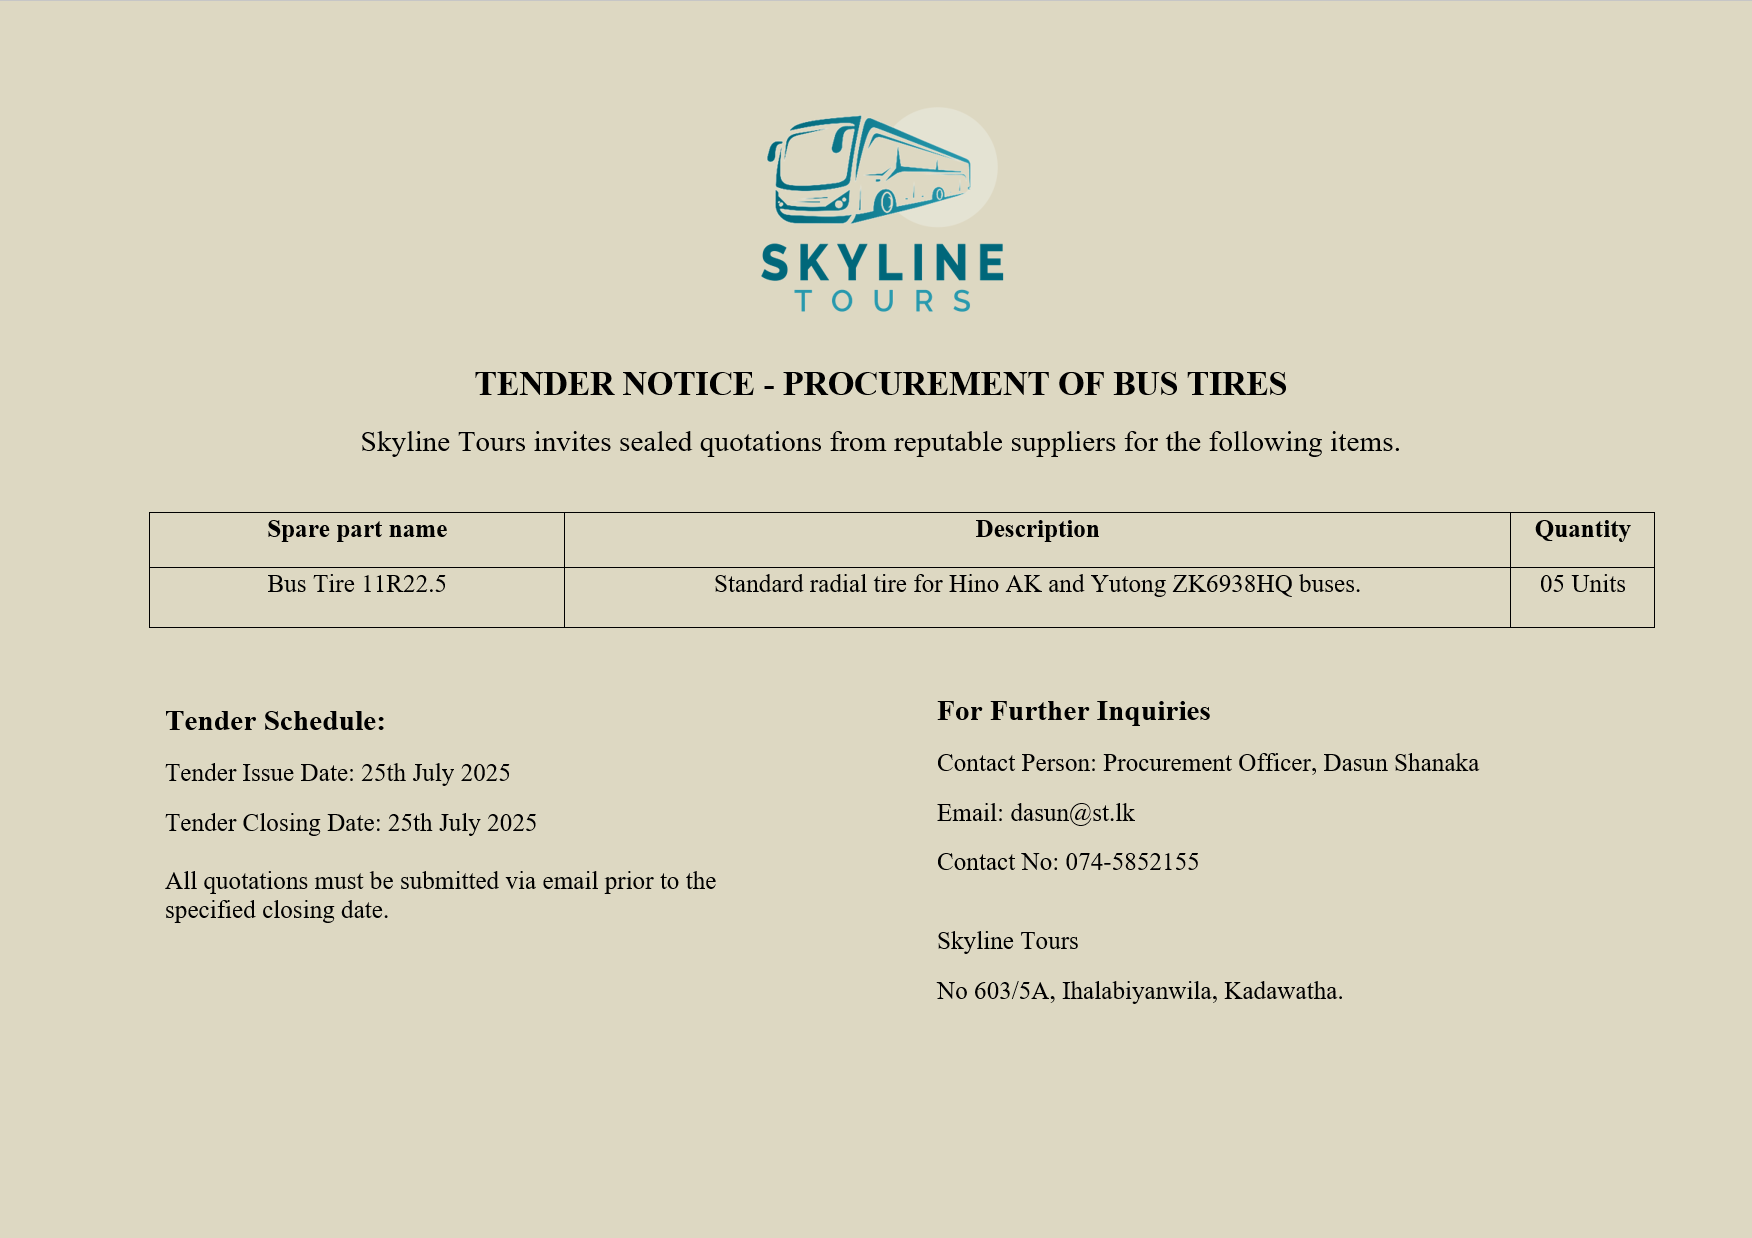 SKYLINE
TOURS
TENDER NOTICE - PROCUREMENT OF BUS TIRES
Skyline Tours invites sealed quotations from reputable suppliers for the following items.
Spare part name Description Quantity
Bus Tire 11R22.5 Standard radial tire for Hino AK and Yutong ZK6938HQ buses. 05 Units
Tender Schedule:
Tender Issue Date: 25th July 2025
Tender Closing Date: 25th July 2025
All quotations must be submitted via email prior to the
specified closing date.
For Further Inquiries
Contact Person: Procurement Officer, Dasun Shanaka
Email: dasun@st.lk
Contact No: 074-5852155
Skyline Tours
No 603/5A, Ihalabiyanwila, Kadawatha.